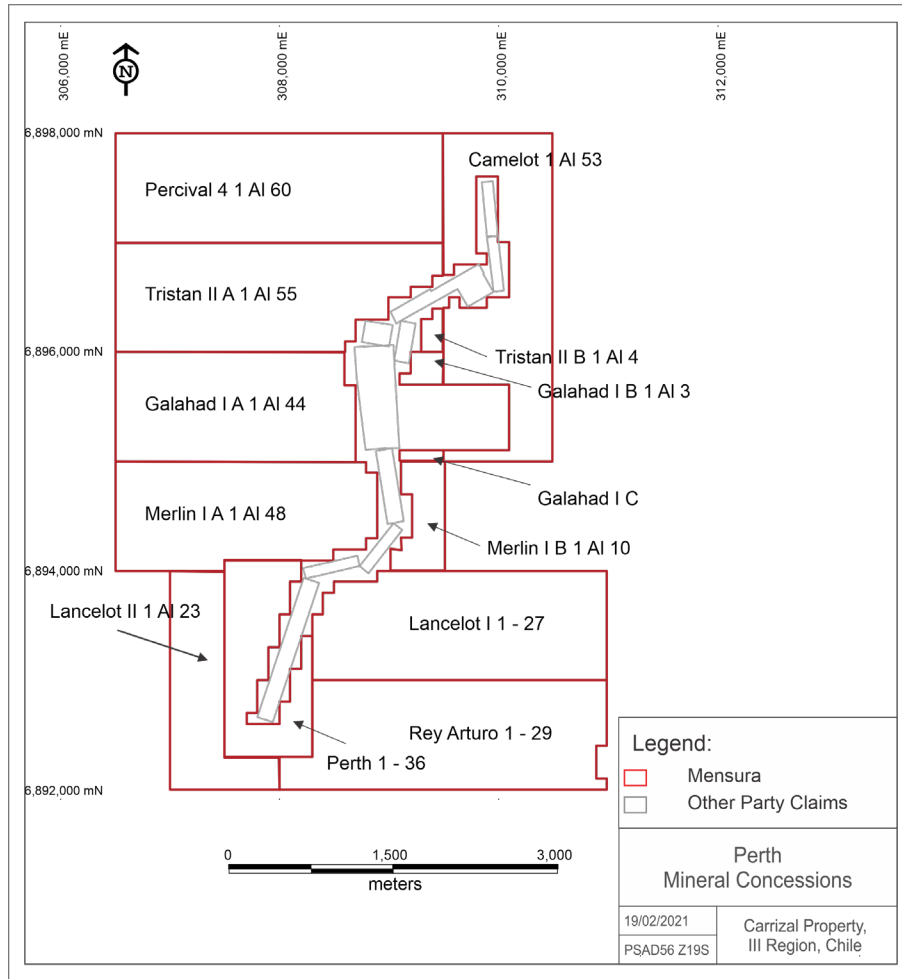 306,000 mE
308,000 mE
310,000 mE
312,000 mE
N
6,898,000 mN
Camelot 1 Al 53
Percival 4 1 Al 60
Tristan II A 1 Al 55
6,896,000 mN
Tristan II B 1 Al 4
Galahad I B 1 Al 3
Galahad I A 1 Al 44
Galahad I C
Merlin I A 1 Al 48
Merlin I B 1 Al 10
6,894,000 mN
Lancelot II 1 Al 23
Lancelot I 1 - 27
Rey Arturo 1 - 29
Perth 1 - 36
6,892,000 mN
Legend:
Mensura
Other Party Claims
0 1,500 3,000
meters
Perth
Mineral Concessions
19/02/2021
PSAD56 Z19S
Carrizal Property,
III Region, Chile